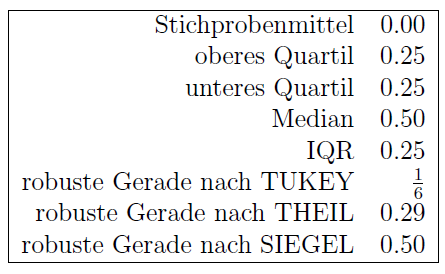 Stichprobenmittel 0.00
oberes Quartil 0.25
unteres Quartil 0.25
Median 0.50
IQR 0.25
robuste Gerade nach TUKEY 1/6
robuste Gerade nach THEIL 0.29
robuste Gerade nach SIEGEL 0.50